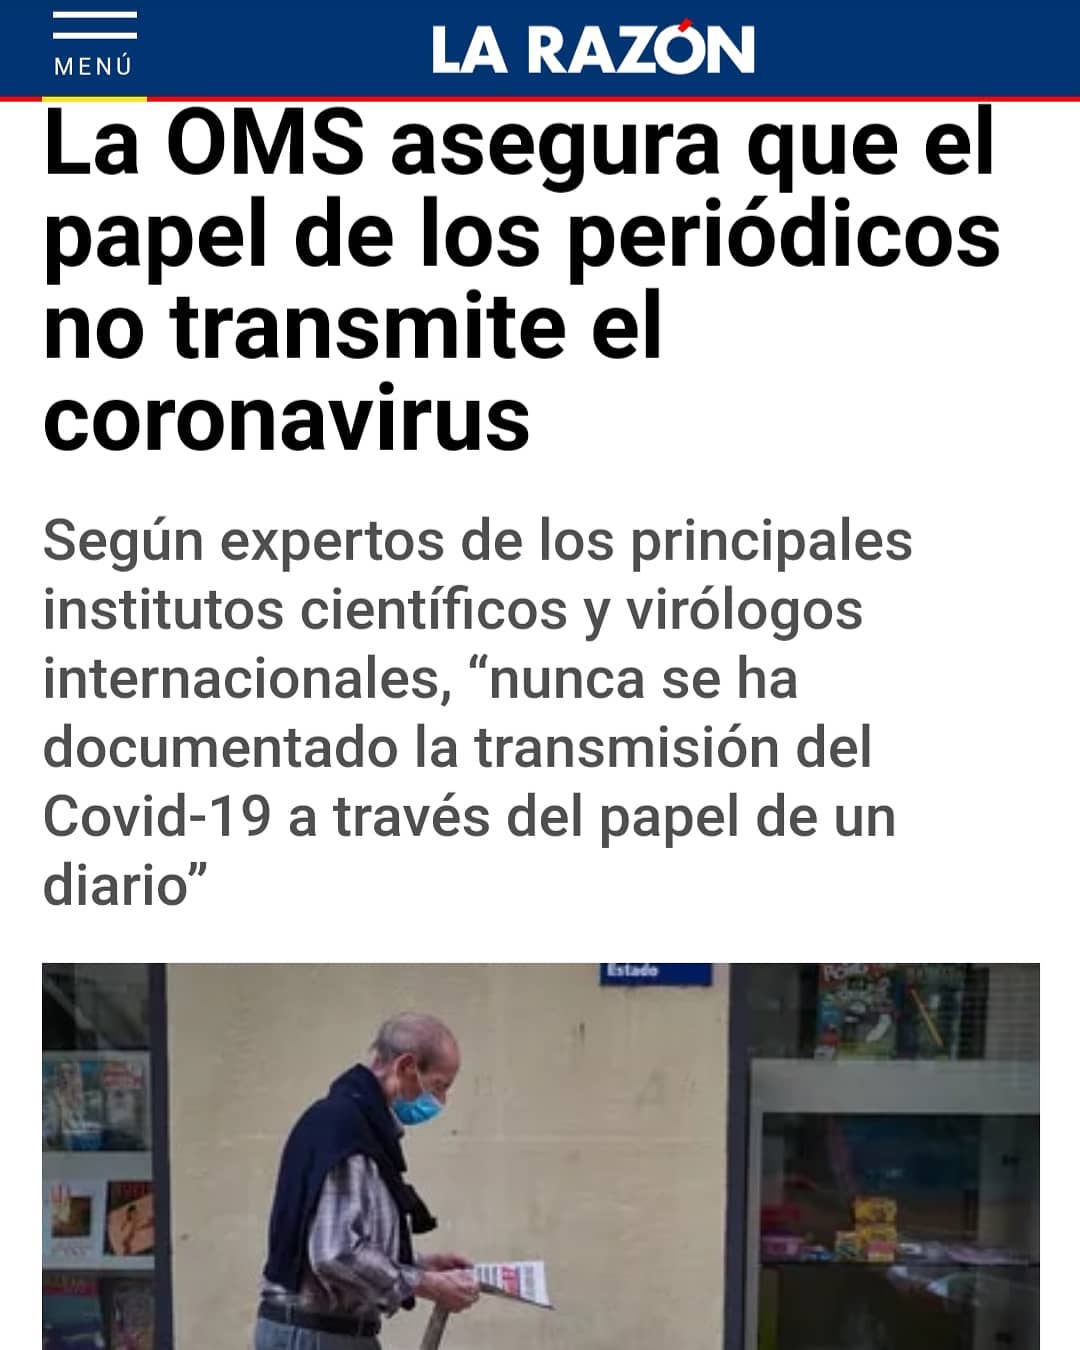 MENÚ
LA RAZÓN
La OMS asegura que el
papel de los periódicos
no transmite el
coronavirus
Según expertos de los principales
institutos científicos y virólogos
internacionales, “nunca se ha
documentado la transmisión del
Covid-19 a través del papel de un
diario”
Estado